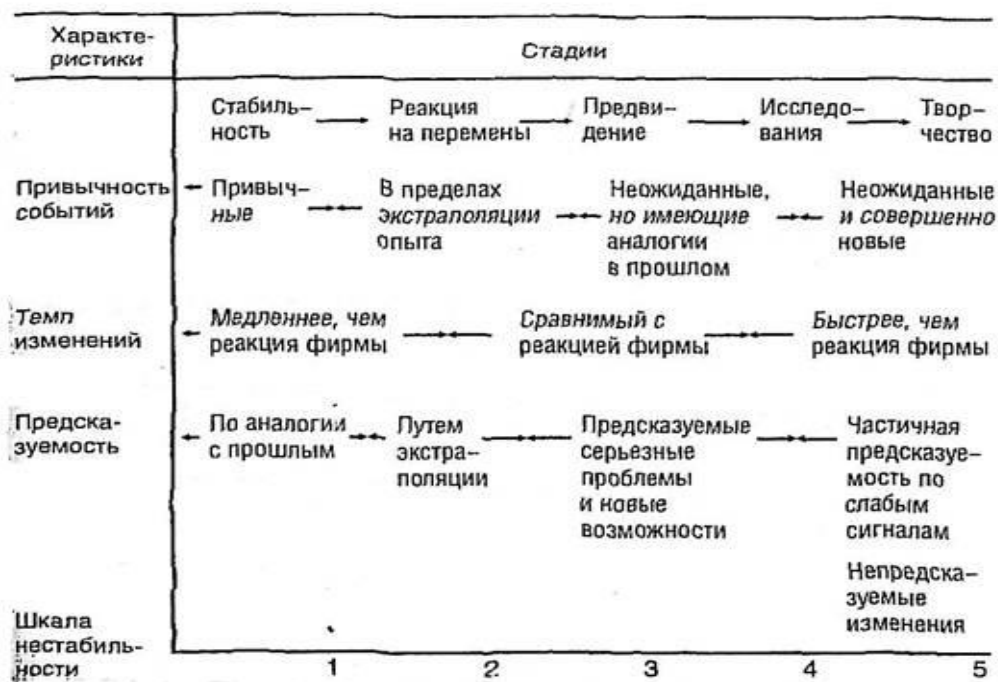 Характе-
ристики
Стадии
Стабиль-
ность
Реакция
на перемены
Предви-
дение
Исследо-
вания
Твор-
чество
Привычность
событий
Привыч-
ные
В пределах
экстраполяции
опыта
Неожиданные,
но имеющие
аналогии
в прошлом
Неожиданные
и совершенно
новые
Темп
изменений
Медленнее, чем
реакция фирмы
Сравнимый с
реакцией фирмы
Быстрее, чем
реакция фирмы
Предска-
зуемость
По аналогии
с прошлым
Путем
экстра-
поляции
Предсказуемые
серьезные
проблемы
и новые
возможности
Частичная
предсказуе-
мость по
слабым
сигналам
Непредска-
зуемые
изменения
Шкала
нестабиль-
ности
1 2 3 4 5